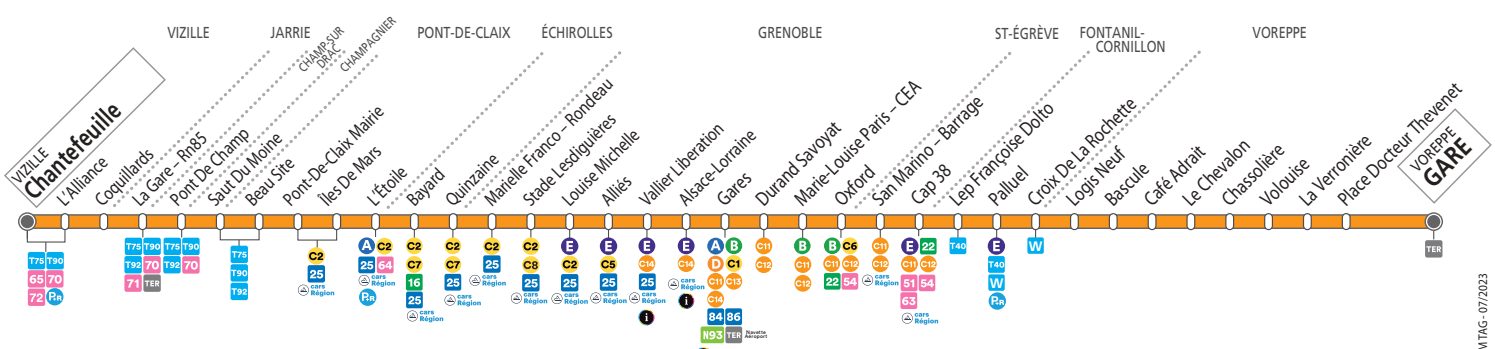 VIZILLE
JARRIE
CHAMP-SUR
DRAC
CHAMPAGNIER
PONT-DE-CLAIX
ÉCHIROLLES
GRENOBLE
ST-ÉGRÈVE
FONTANIL-
CORNILLON
VOREPPE
VIZILLE
Chantefeuille
L'Alliance
Coquillards
La Gare – Rn85
Pont De Champ
Saut Du Moine
Beau Site
Pont-De-Claix Mairie
Îles De Mars
L'Étoile
Bayard
Quinzaine
Marielle Franco – Rondeau
Stade Lesdiguières
Louise Michelle
Alliés
Vallier Liberation
Alsace-Lorraine
Gares
Durand Savoyat
Marie-Louise Paris – CEA
Oxford
San Marino – Barrage
Cap 38
Lep Françoise Dolto
Palluel
Croix De La Rochette
Logis Neuf
Bascule
Café Adrait
Le Chevalon
Chassolière
Volouise
La Verronière
Place Docteur Thevenet
VOREPPE
GARE
T75 T90
65 70
72 P+R
T75 T90
T92 70
71 TER
T75 T90
T92 70
T75
T90
T92
C2
25
cars
Région
A C2
25 64
cars
Région
P+R
C2
C7
16
25
cars
Région
C2
C7
25
cars
Région
C2
25
cars
Région
C2
C8
25
cars
Région
E
C2
25
cars
Région
E
C5
25
cars
Région
E
C14
25
cars
Région
i
E
C14
cars
Région
i
A B
D C1
C11 C13
C14
84 86
N93 TER Navette
Aéroport
C11
C12
B
C11
C12
B C6
C11 C12
22 54
C11
cars
Région
E 22
C11 C12
51 54
63
cars
Région
T40
E
T40
W
P+R
W
TER
M TAG - 07/2023